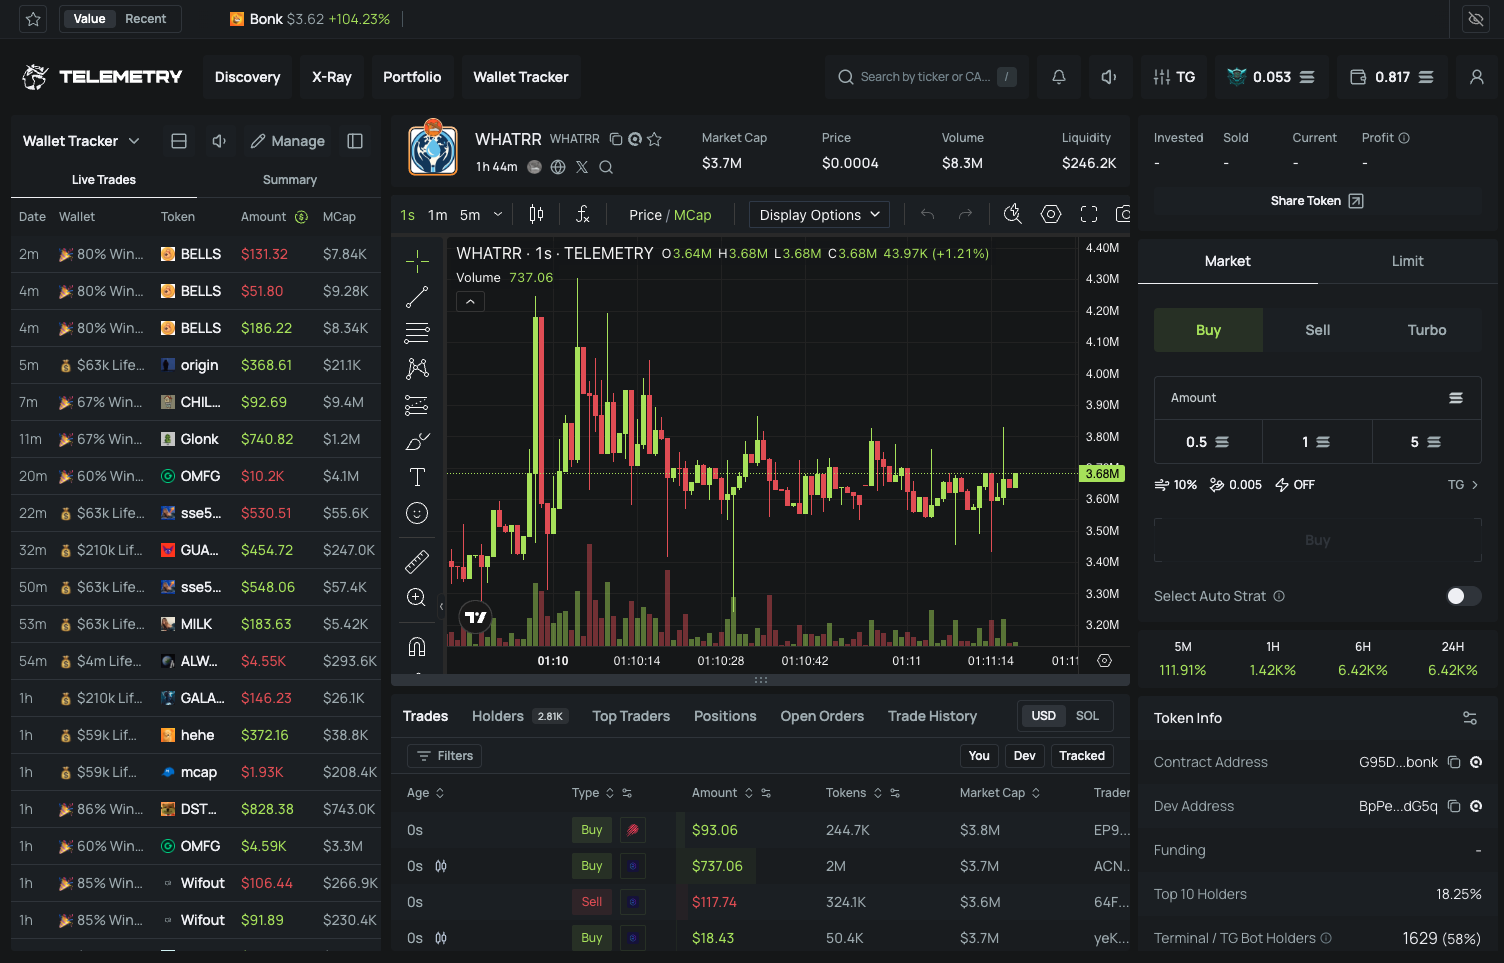 Value Recent Bonk $3.62 +104.23%
TELEMETRY Discovery X-Ray Portfolio Wallet Tracker Search by ticker or CA... / TG 0.053 0.817
Wallet Tracker Manage
Live Trades Summary
Date Wallet Token Amount MCap
2m 80% Win... BELLS $131.32 $7.84K
4m 80% Win... BELLS $51.80 $9.28K
4m 80% Win... BELLS $186.22 $8.34K
5m $63k Life... origin $368.61 $21.1K
7m 67% Win... CHIL... $92.69 $9.4M
11m 67% Win... Glonk $740.82 $1.2M
20m 60% Win... OMFG $10.2K $4.1M
22m $63k Life... sse5... $530.51 $55.6K
32m $210k Lif... GUA... $454.72 $247.0K
50m $63k Life... sse5... $548.06 $57.4K
53m $63k Life... MILK $183.63 $5.42K
54m $4m Life... ALW... $4.55K $293.6K
1h $210k Lif... GALA... $146.23 $26.1K
1h $59k Lif... hehe $372.16 $38.8K
1h $59k Lif... mcap $1.93K $208.4K
1h 86% Win... DST... $828.38 $743.0K
1h 60% Win... OMFG $4.59K $3.3M
1h 85% Win... Wifout $106.44 $266.9K
1h 85% Win... Wifout $91.89 $230.4K
WHATRR WHATRR
1h 44m
Market Cap Price Volume Liquidity
$3.7M $0.0004 $8.3M $246.2K
1s 1m 5m Price / MCap Display Options
WHATRR · 1s · TELEMETRY O3.64M H3.68M L3.68M C3.68M 43.97K (+1.21%)
Volume 737.06
4.40M
4.30M
4.20M
4.10M
4.00M
3.90M
3.80M
3.68M
3.60M
3.50M
3.40M
3.30M
3.20M
01:10 01:10:14 01:10:28 01:10:42 01:11 01:11:14 01:11
Trades Holders 2.81K Top Traders Positions Open Orders Trade History USD SOL
Filters You Dev Tracked
Age Type Amount Tokens Market Cap Trader
0s Buy $93.06 244.7K $3.8M EP9...
0s Buy $737.06 2M $3.7M ACN...
0s Sell $117.74 324.1K $3.6M 64F...
0s Buy $18.43 50.4K $3.7M yeK...
Invested Sold Current Profit
- - - -
Share Token
Market Limit
Buy Sell Turbo
Amount
0.5 1 5
10% 0.005 OFF TG
Buy
Select Auto Strat
5M 1H 6H 24H
111.91% 1.42K% 6.42K% 6.42K%
Token Info
Contract Address G95D...bonk
Dev Address BpPe...dG5q
Funding -
Top 10 Holders 18.25%
Terminal / TG Bot Holders 1629 (58%)